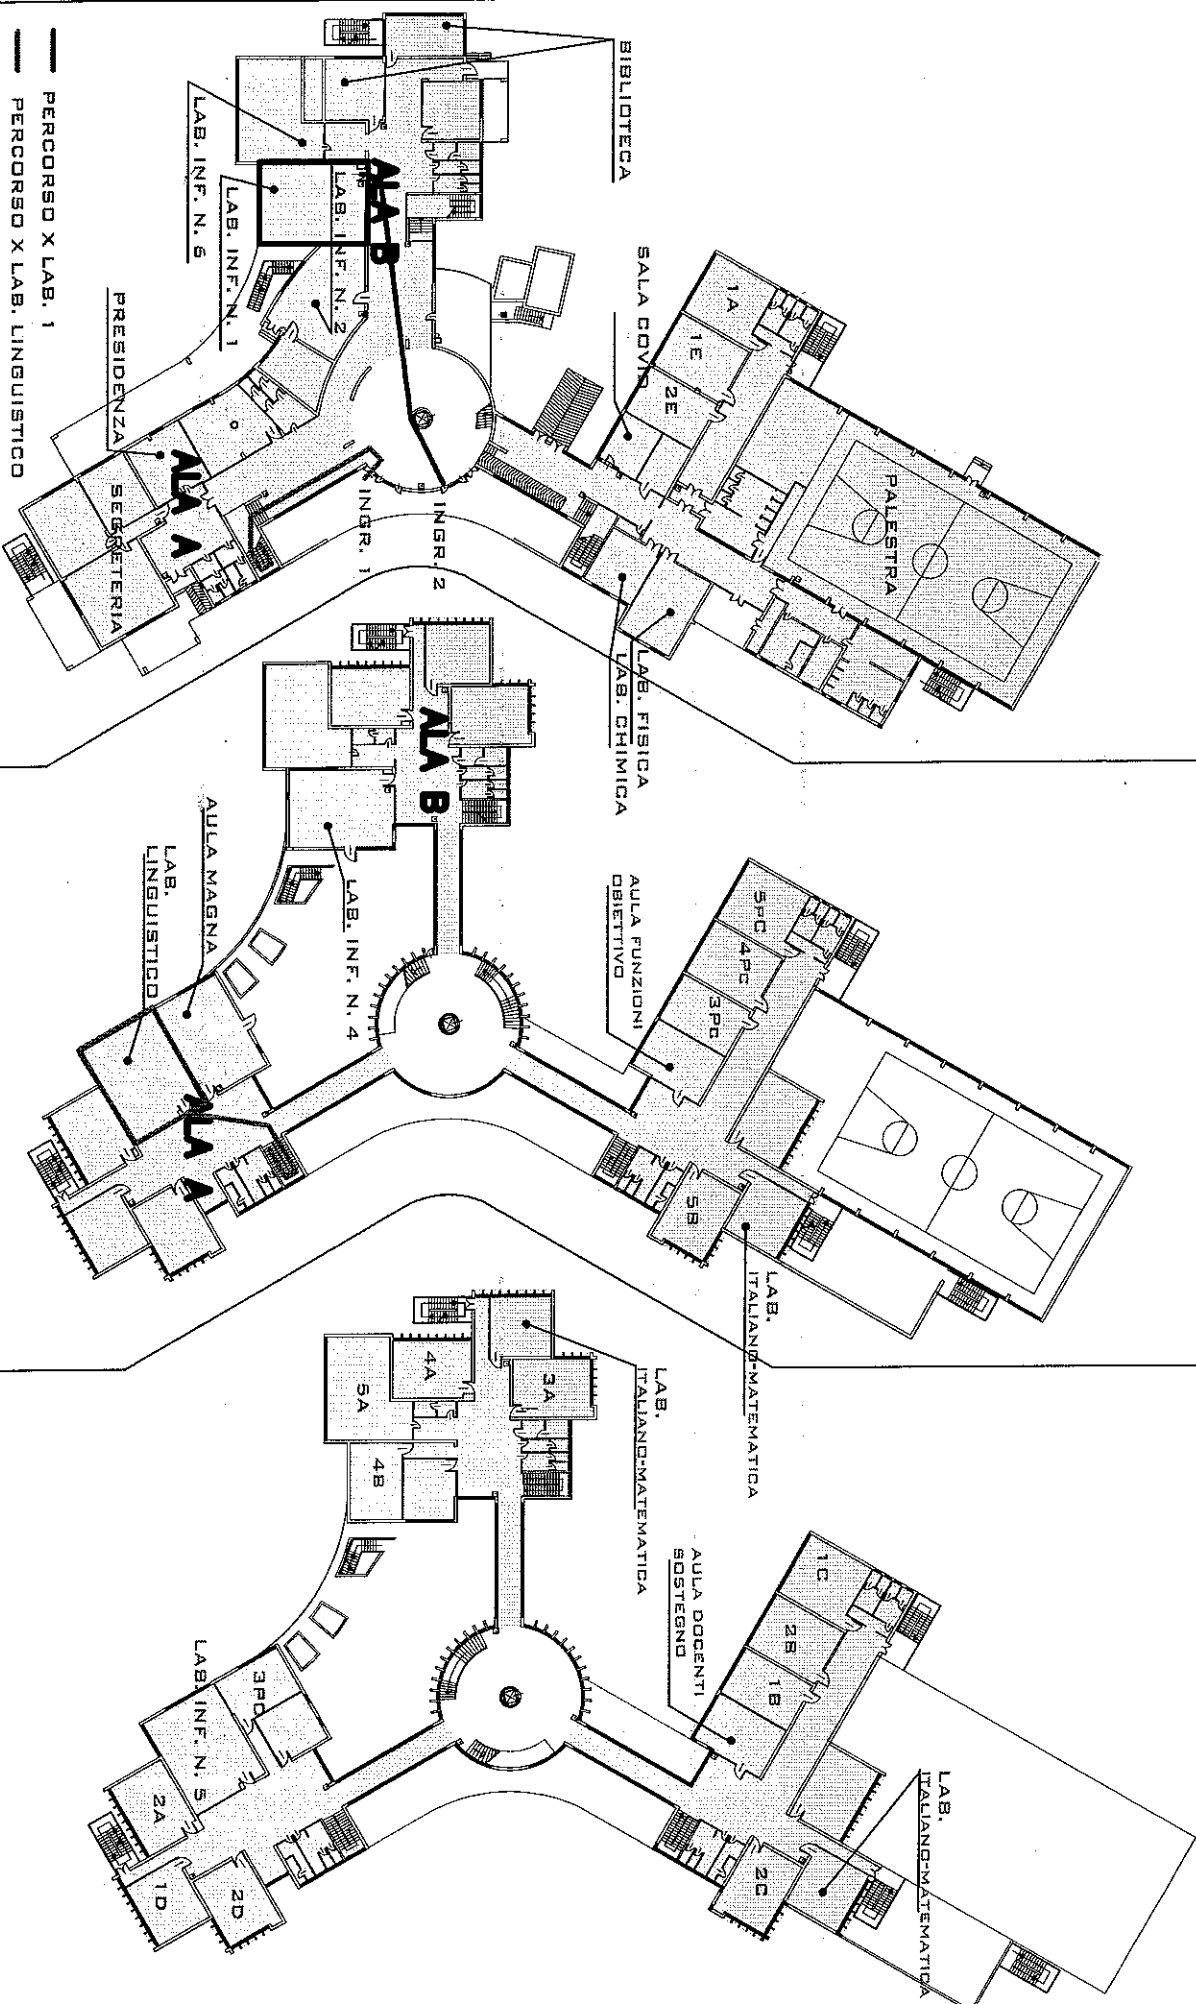 PERCORSO X LAB. 1
PERCORSO X LAB. LINGUISTICO
BIBLIOTECA
LAB. INF. N. 6
LAB. INF. N. 1
LAB. INF. N. 2
ALA B
PRESIDENZA
SEGRETERIA
ALA A
INGR. 1
INGR. 2
SALA COVID
1A
1E
2E
PALESTRA
LAB. FISICA
LAB. CHIMICA
ALA B
LAB. INF. N. 4
AULA MAGNA
LAB.
LINGUISTICO
ALA A
AULA FUNZIONI
OBIETTIVO
5PC
4PC
3PC
5B
LAB.
ITALIANO-MATEMATICA
LAB.
ITALIANO-MATEMATICA
3A
4A
5A
4B
LAB. INF. N. 5
3PC
2A
1D
2D
AULA DOCENTI
SOSTEGNO
1C
2B
1B
2C
LAB.
ITALIANO-MATEMATICA